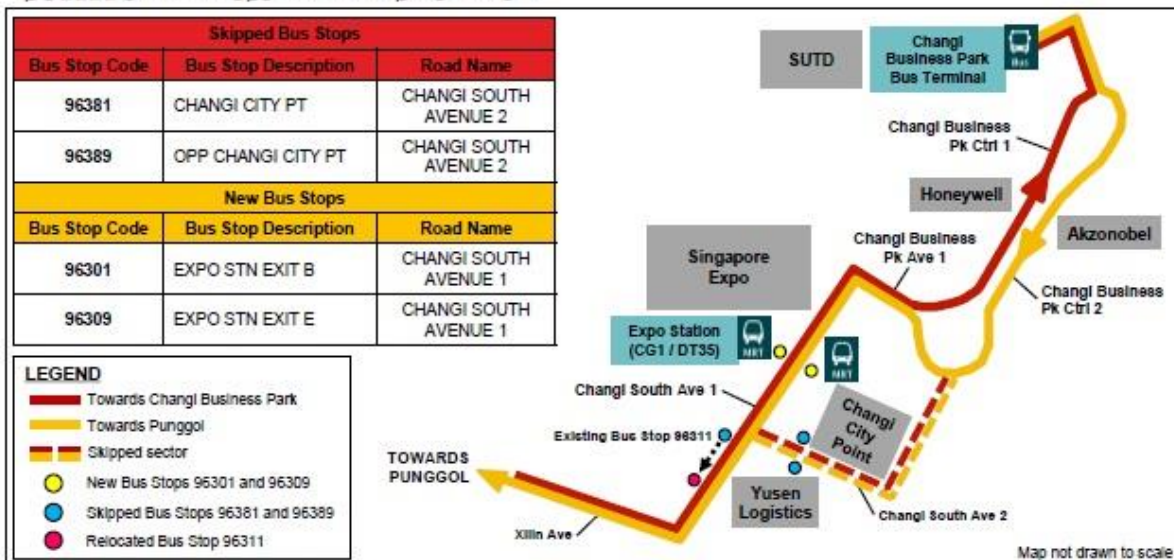 Skipped Bus Stops
Bus Stop Code Bus Stop Description Road Name
96381 CHANGI CITY PT CHANGI SOUTH
AVENUE 2
96389 OPP CHANGI CITY PT CHANGI SOUTH
AVENUE 2
New Bus Stops
Bus Stop Code Bus Stop Description Road Name
96301 EXPO STN EXIT B CHANGI SOUTH
AVENUE 1
96309 EXPO STN EXIT E CHANGI SOUTH
AVENUE 1
LEGEND
Towards Changi Business Park
Towards Punggol
Skipped sector
New Bus Stops 96301 and 96309
Skipped Bus Stops 96381 and 96389
Relocated Bus Stop 96311
SUTD
Changi
Business Park
Bus Terminal
Bus
Changi Business
Pk Ctrl 1
Honeywell
Akzonobel
Changi Business
Pk Ave 1
Changi Business
Pk Ctrl 2
Singapore
Expo
Expo Station
(CG1 / DT35)
MRT
MRT
Changi South Ave 1
Changi
City
Point
Existing Bus Stop 96311
TOWARDS
PUNGGOL
Yusen
Logistics
Changi South Ave 2
Xilin Ave
Map not drawn to scale